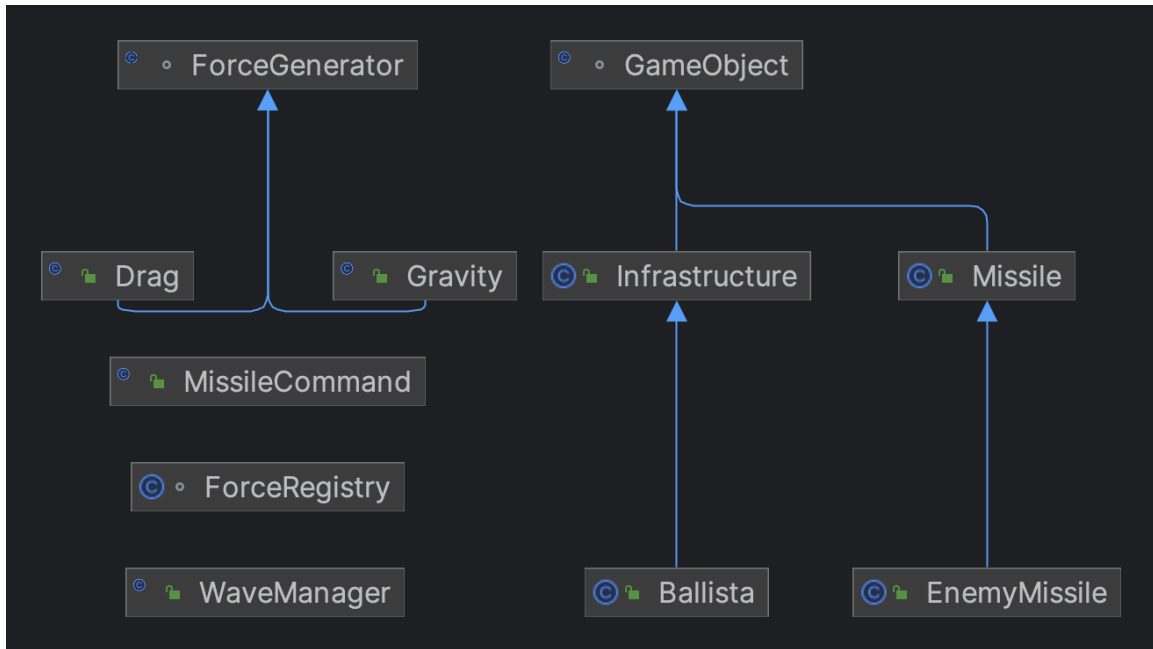 ForceGenerator
GameObject
Drag
Gravity
Infrastructure
Missile
MissileCommand
ForceRegistry
WaveManager
Ballista
EnemyMissile